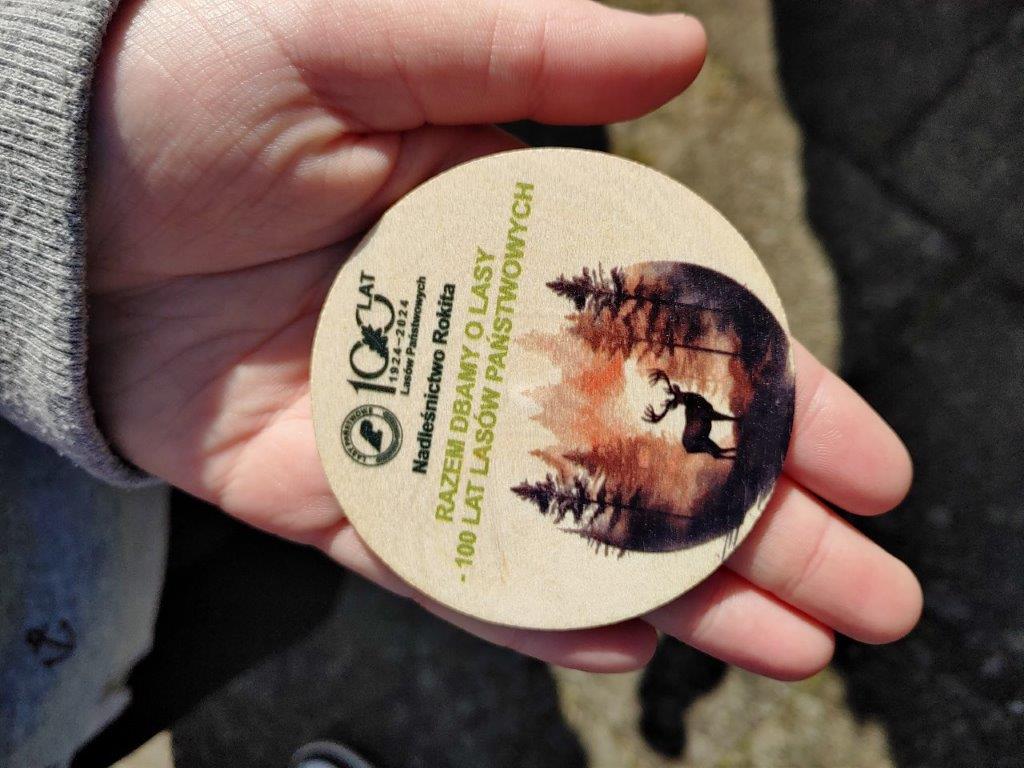 100 LAT
1924-2024
Lasów Państwowych
Nadleśnictwo Rokita
RAZEM DBAMY O LASY
- 100 LAT LASÓW PAŃSTWOWYCH